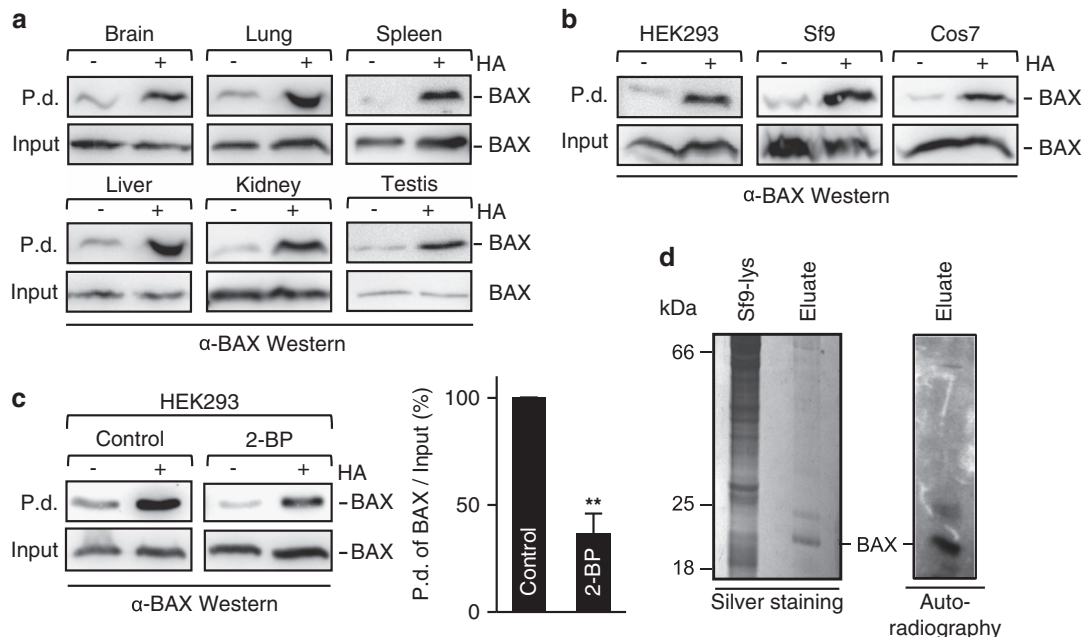 a
Brain Lung Spleen
- + - + - + HA
P.d. – BAX
Input – BAX
Liver Kidney Testis
- + - + - + HA
P.d. – BAX
Input BAX
α-BAX Western
b
HEK293 Sf9 Cos7
- + - + - + HA
P.d. – BAX
Input – BAX
α-BAX Western
c
HEK293
Control 2-BP
- + - + HA
P.d. –BAX
Input –BAX
α-BAX Western
P.d. of BAX / Input (%)
100
50
0
**
Control
2-BP
d
kDa
Sf9-lys
Eluate
Eluate
66
25
18
– BAX –
Silver staining
Auto-
radiography